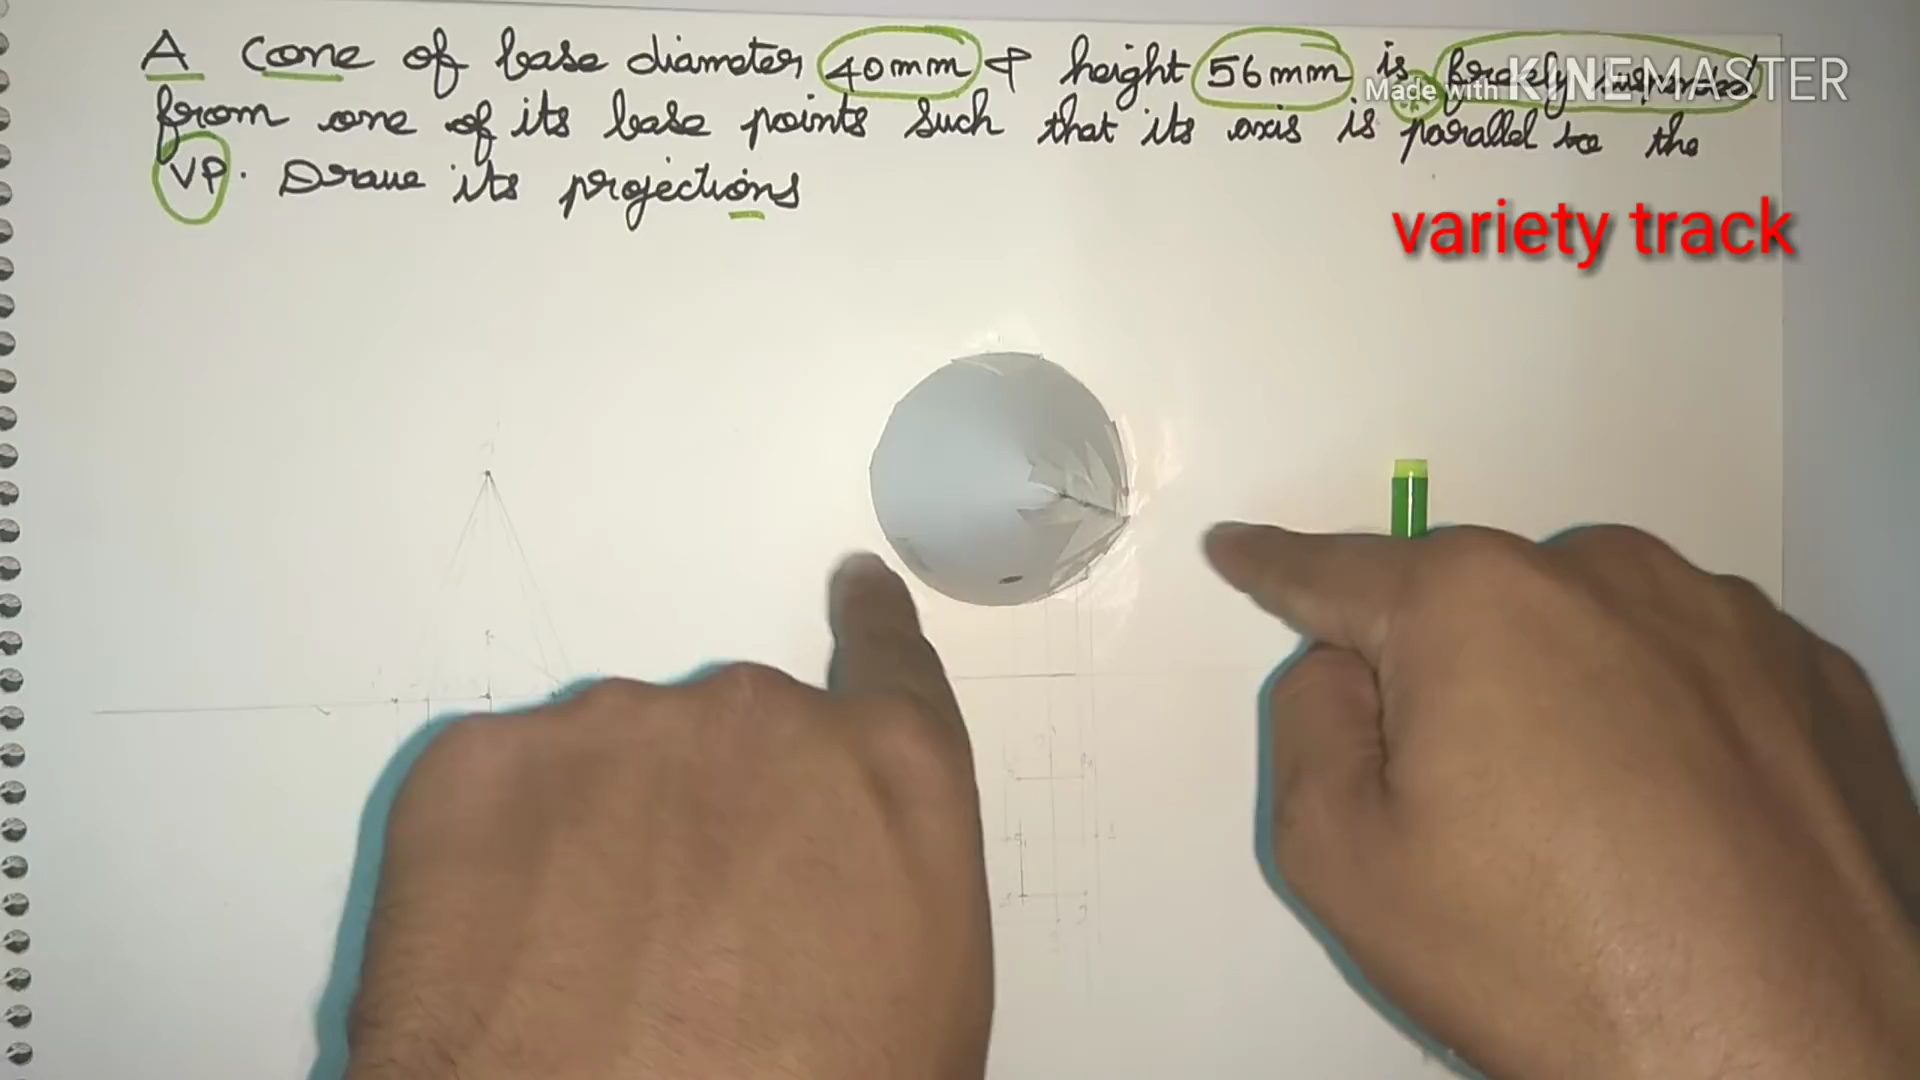 A cone of base diameter 40mm & height 56mm is freely suspended
Made with KINEMASTER
from one of its base points such that its axis is parallel to the
VP. Draw its projections
variety track